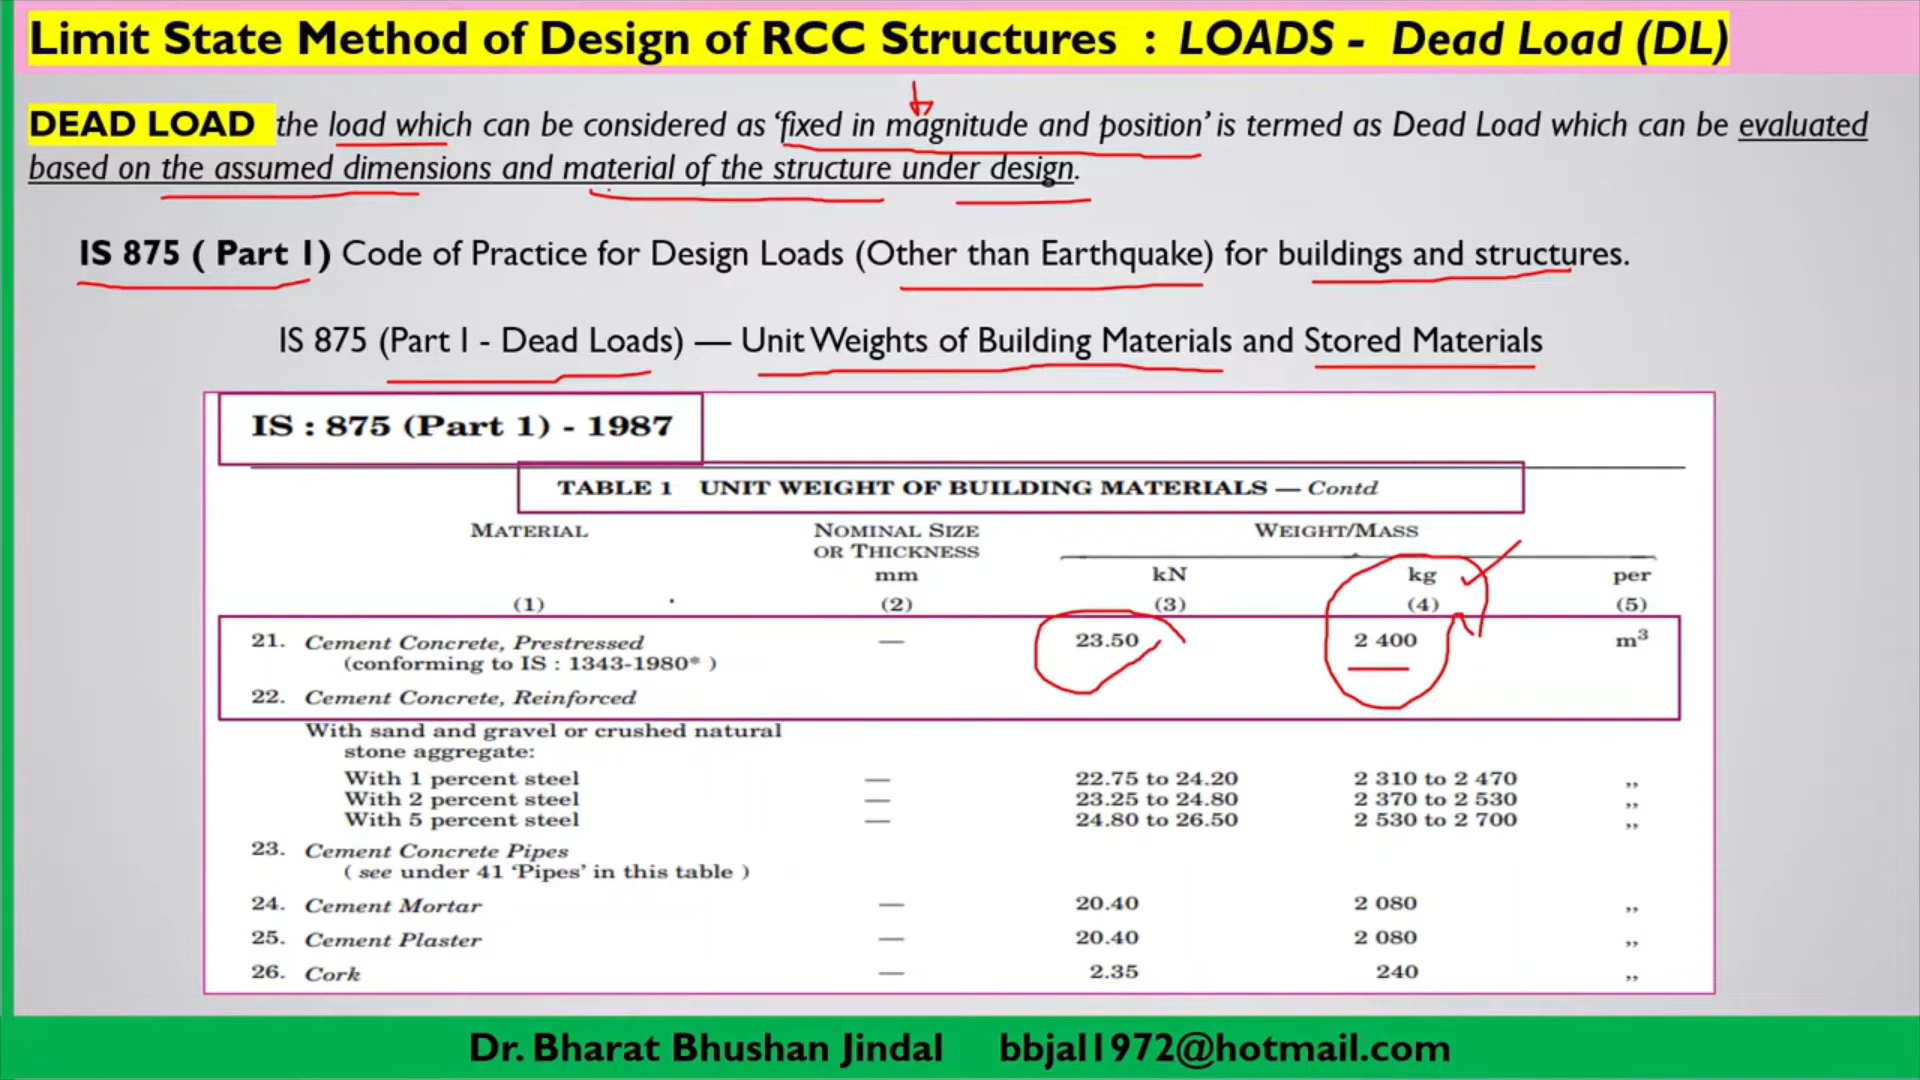 Limit State Method of Design of RCC Structures : LOADS - Dead Load (DL)
DEAD LOAD the load which can be considered as ‘fixed in magnitude and position’ is termed as Dead Load which can be evaluated
based on the assumed dimensions and material of the structure under design.
IS 875 ( Part 1) Code of Practice for Design Loads (Other than Earthquake) for buildings and structures.
IS 875 (Part I - Dead Loads) — Unit Weights of Building Materials and Stored Materials
IS : 875 (Part 1) - 1987
TABLE 1 UNIT WEIGHT OF BUILDING MATERIALS — Contd
MATERIAL NOMINAL SIZE WEIGHT/MASS
OR THICKNESS
mm kN kg per
(1) (2) (3) (4) (5)
21. Cement Concrete, Prestressed — 23.50 2 400 m³
(conforming to IS : 1343-1980* )
22. Cement Concrete, Reinforced
With sand and gravel or crushed natural
stone aggregate:
With 1 percent steel — 22.75 to 24.20 2 310 to 2 470 ,,
With 2 percent steel — 23.25 to 24.80 2 370 to 2 530 ,,
With 5 percent steel — 24.80 to 26.50 2 530 to 2 700 ,,
23. Cement Concrete Pipes
( see under 41 ‘Pipes’ in this table )
24. Cement Mortar — 20.40 2 080 ,,
25. Cement Plaster — 20.40 2 080 ,,
26. Cork — 2.35 240 ,,
Dr. Bharat Bhushan Jindal bbjal1972@hotmail.com